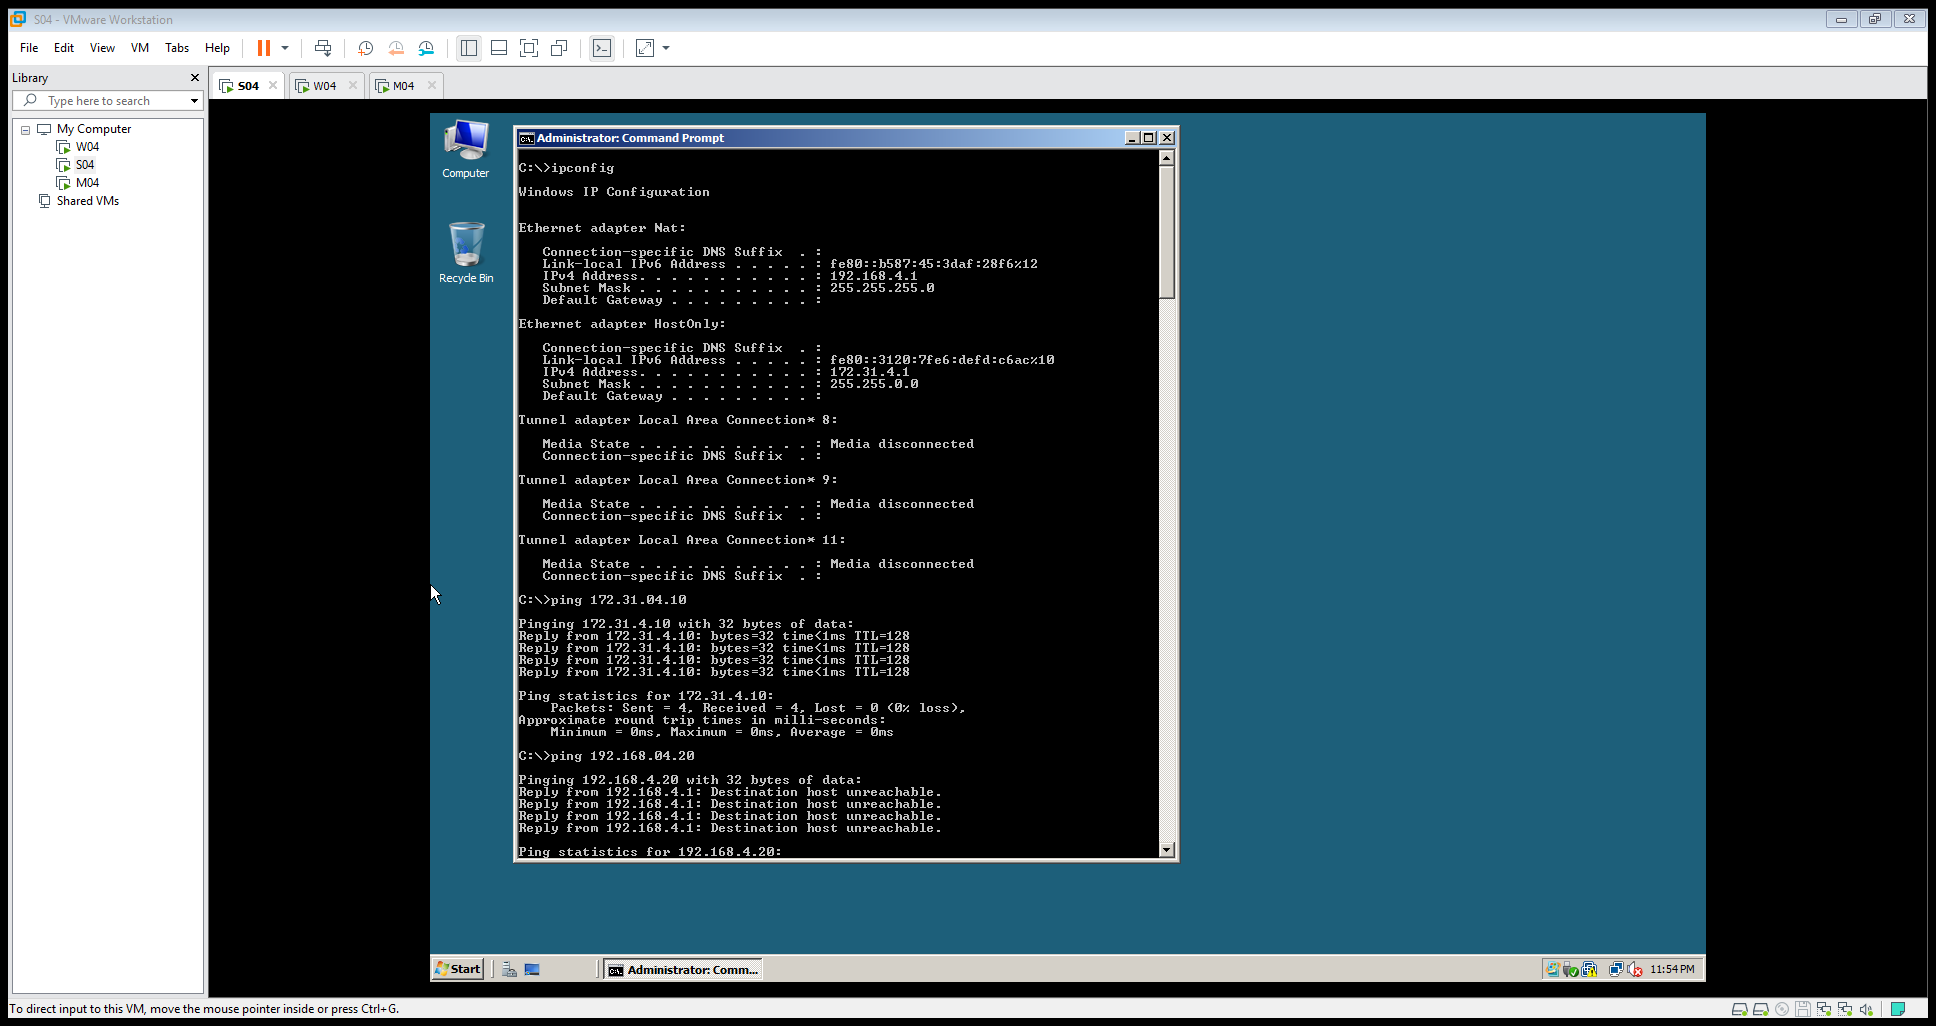 S04 - VMware Workstation
File Edit View VM Tabs Help
Library
Type here to search
My Computer
W04
S04
M04
Shared VMs
S04 W04 M04
Computer
Recycle Bin
Administrator: Command Prompt
C:\>ipconfig
Windows IP Configuration
Ethernet adapter Nat:
Connection-specific DNS Suffix . :
Link-local IPv6 Address . . . . . : fe80::b587:45:3daf:28f6%12
IPv4 Address. . . . . . . . . . . : 192.168.4.1
Subnet Mask . . . . . . . . . . . : 255.255.255.0
Default Gateway . . . . . . . . . :
Ethernet adapter HostOnly:
Connection-specific DNS Suffix . :
Link-local IPv6 Address . . . . . : fe80::3120:7fe6:defd:c6ac%10
IPv4 Address. . . . . . . . . . . : 172.31.4.1
Subnet Mask . . . . . . . . . . . : 255.255.0.0
Default Gateway . . . . . . . . . :
Tunnel adapter Local Area Connection* 8:
Media State . . . . . . . . . . . : Media disconnected
Connection-specific DNS Suffix . :
Tunnel adapter Local Area Connection* 9:
Media State . . . . . . . . . . . : Media disconnected
Connection-specific DNS Suffix . :
Tunnel adapter Local Area Connection* 11:
Media State . . . . . . . . . . . : Media disconnected
Connection-specific DNS Suffix . :
C:\>ping 172.31.04.10
Pinging 172.31.4.10 with 32 bytes of data:
Reply from 172.31.4.10: bytes=32 time<1ms TTL=128
Reply from 172.31.4.10: bytes=32 time<1ms TTL=128
Reply from 172.31.4.10: bytes=32 time<1ms TTL=128
Reply from 172.31.4.10: bytes=32 time<1ms TTL=128
Ping statistics for 172.31.4.10:
Packets: Sent = 4, Received = 4, Lost = 0 (0% loss),
Approximate round trip times in milli-seconds:
Minimum = 0ms, Maximum = 0ms, Average = 0ms
C:\>ping 192.168.04.20
Pinging 192.168.4.20 with 32 bytes of data:
Reply from 192.168.4.1: Destination host unreachable.
Reply from 192.168.4.1: Destination host unreachable.
Reply from 192.168.4.1: Destination host unreachable.
Reply from 192.168.4.1: Destination host unreachable.
Ping statistics for 192.168.4.20:
Start
Administrator: Comm...
11:54 PM
To direct input to this VM, move the mouse pointer inside or press Ctrl+G.